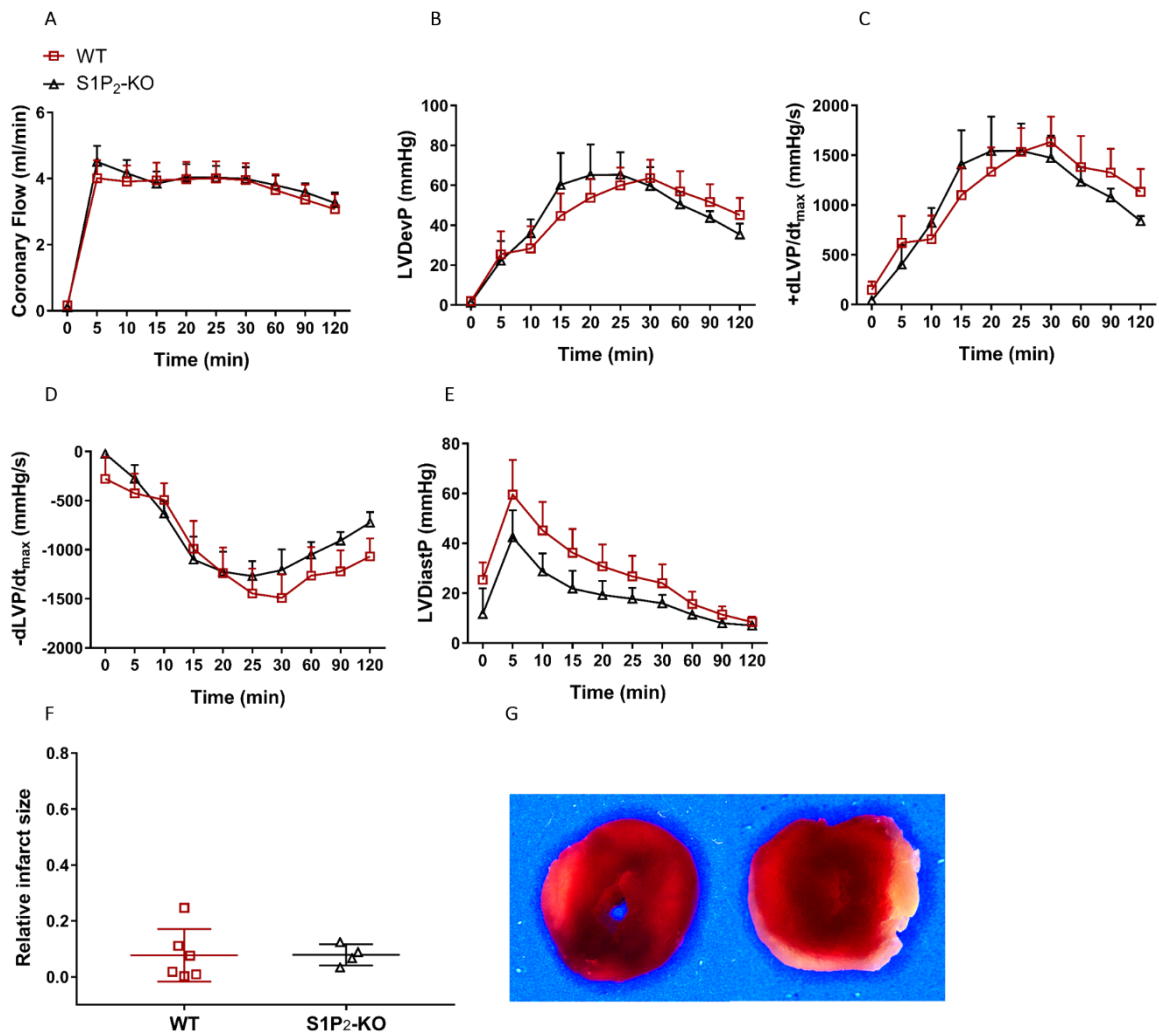 A
WT
S1P₂-KO
Coronary Flow (ml/min)
6
4
2
0
0 5 10 15 20 25 30 60 90 120
Time (min)
B
LVDevP (mmHg)
100
80
60
40
20
0
0 5 10 15 20 25 30 60 90 120
Time (min)
C
+dLVP/dtmax (mmHg/s)
2000
1500
1000
500
0
0 5 10 15 20 25 30 60 90 120
Time (min)
D
-dLVP/dtmax (mmHg/s)
0
-500
-1000
-1500
-2000
0 5 10 15 20 25 30 60 90 120
Time (min)
E
LVDiastP (mmHg)
80
60
40
20
0
0 5 10 15 20 25 30 60 90 120
Time (min)
F
Relative infarct size
0.8
0.6
0.4
0.2
0.0
WT S1P₂-KO
G